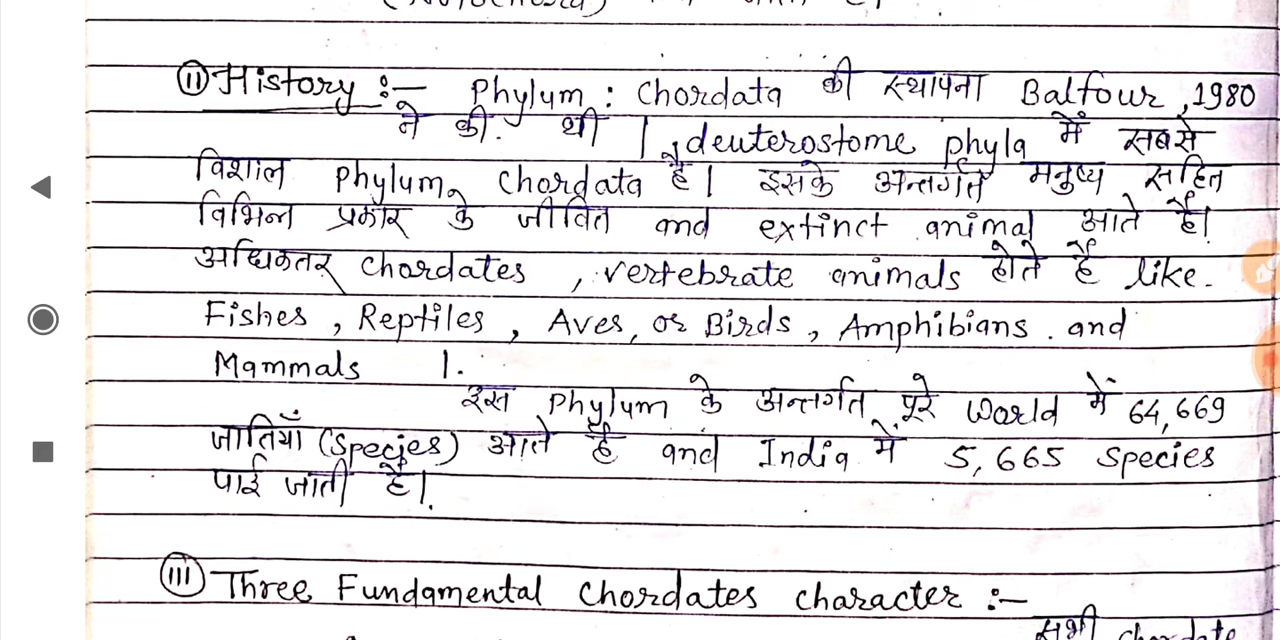 (Notochord)
(ii) History :— Phylum : Chordata की स्थापना Balfour, 1980
ने की थी | deuterostome phyla में सबसे
विशाल phylum chordata है। इसके अन्तर्गत मनुष्य सहित
विभिन्न प्रकार के जीवित and extinct animal आते हैं।
अधिकतर chordates , vertebrate animals होते हैं like-
Fishes , Reptiles , Aves, or Birds, Amphibians and
Mammals |.
इस Phylum के अन्तर्गत पूरे World में 64,669
जातियाँ (Species) आते हैं and India में 5,665 species
पाई जाती है।
(iii) Three Fundamental Chordates character :—
सभी chordate